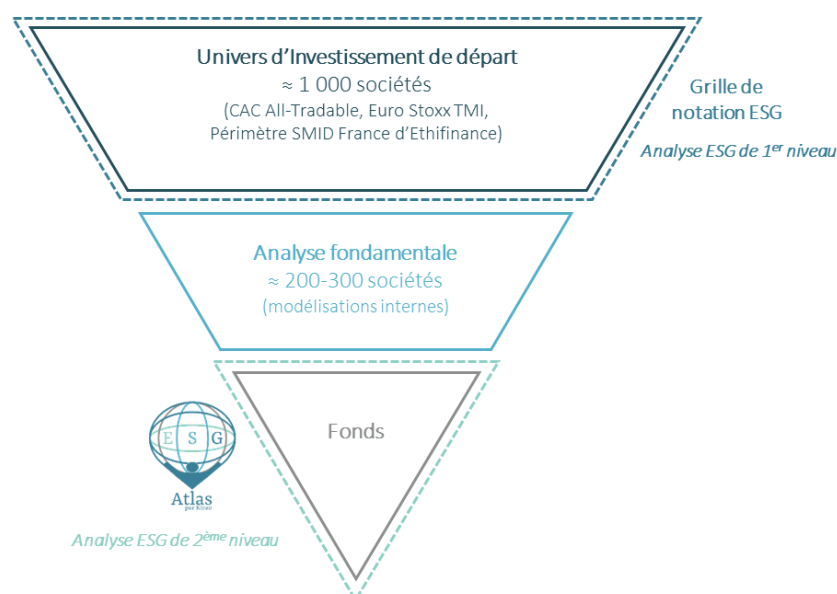 Univers d’Investissement de départ
≈ 1 000 sociétés
(CAC All-Tradable, Euro Stoxx TMI,
Périmètre SMID France d’Ethifinance)
Grille de
notation ESG
Analyse ESG de 1er niveau
Analyse fondamentale
≈ 200-300 sociétés
(modélisations internes)
Fonds
E S G
Atlas
Analyse ESG de 2ème niveau